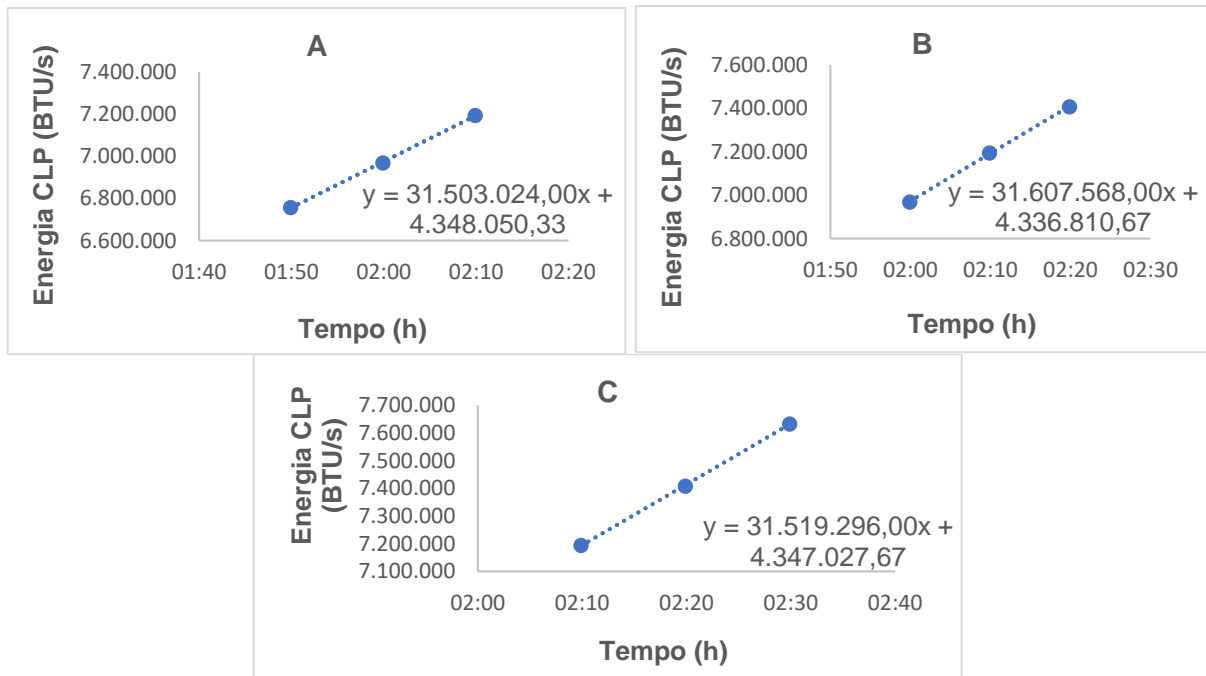 A
Energia CLP (BTU/s)
7.400.000
7.200.000
7.000.000
6.800.000
6.600.000
y = 31.503.024,00x +
4.348.050,33
01:40 01:50 02:00 02:10 02:20
Tempo (h)
B
Energia CLP (BTU/s)
7.600.000
7.400.000
7.200.000
7.000.000
6.800.000
y = 31.607.568,00x +
4.336.810,67
01:50 02:00 02:10 02:20 02:30
Tempo (h)
C
Energia CLP
(BTU/s)
7.700.000
7.600.000
7.500.000
7.400.000
7.300.000
7.200.000
7.100.000
y = 31.519.296,00x +
4.347.027,67
02:00 02:10 02:20 02:30 02:40
Tempo (h)